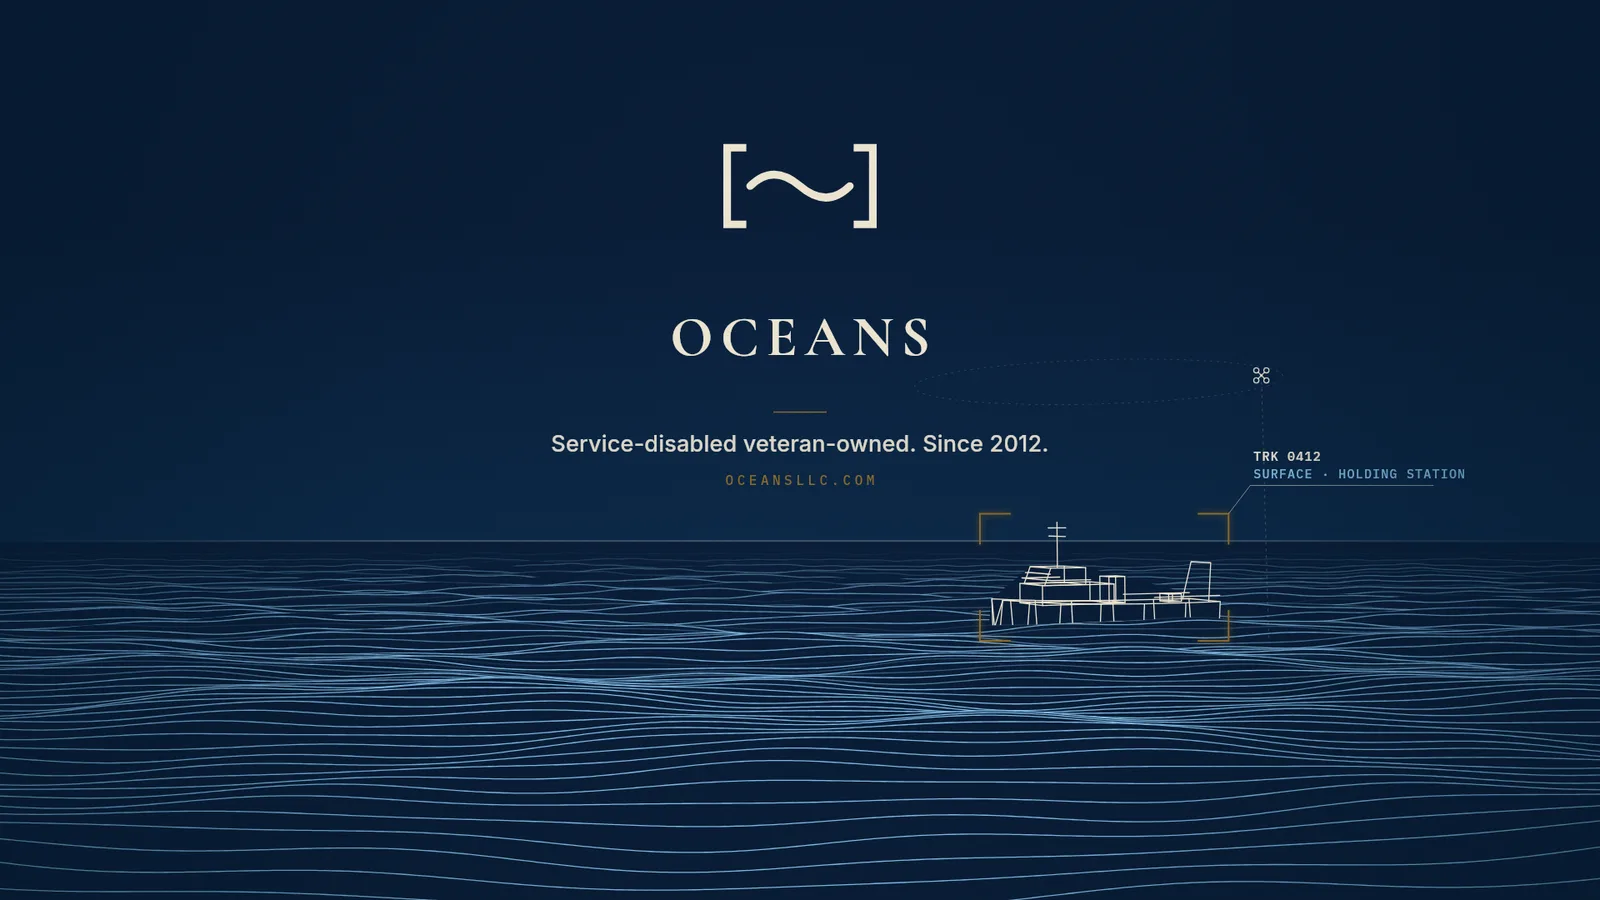 OCEANS
Service-disabled veteran-owned. Since 2012.
OCEANSLLC.COM
TRK 0412
SURFACE · HOLDING STATION